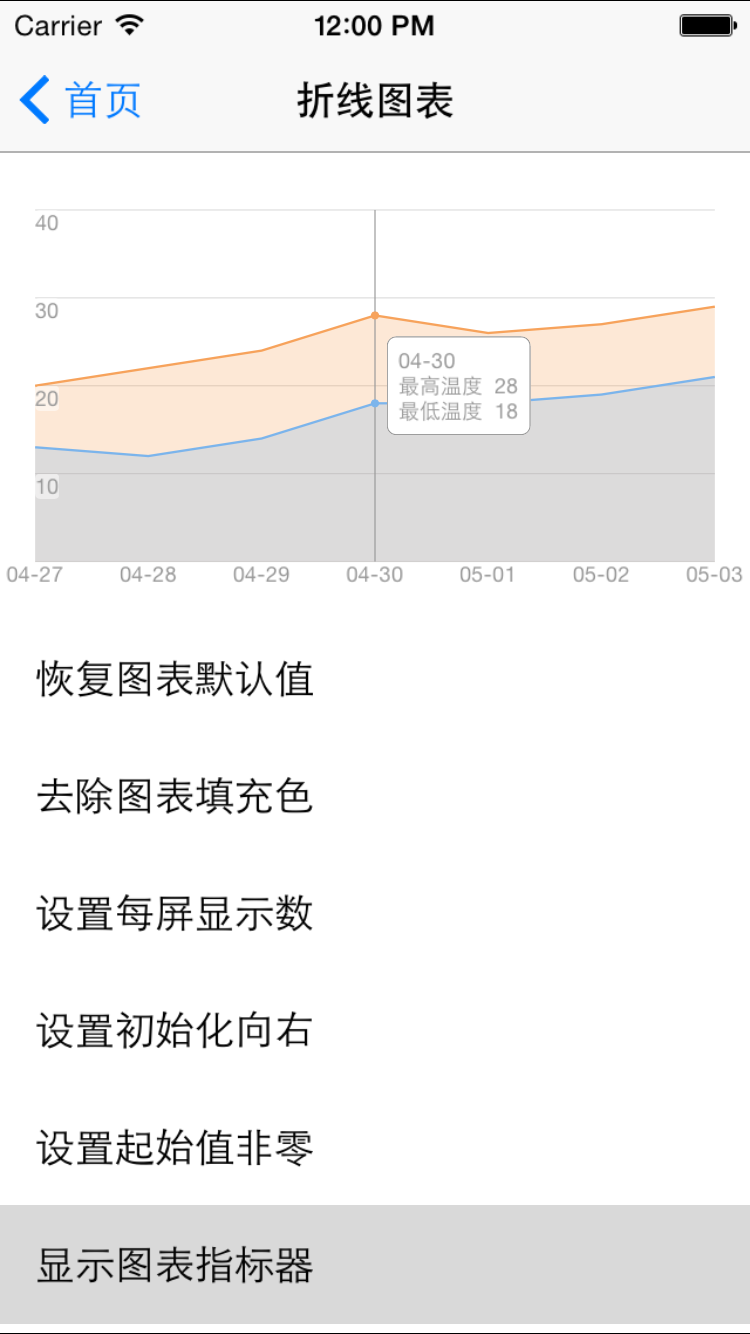 Carrier 12:00 PM
首页 折线图表
40
30
20
10
04-30
最高温度 28
最低温度 18
04-27 04-28 04-29 04-30 05-01 05-02 05-03
恢复图表默认值
去除图表填充色
设置每屏显示数
设置初始化向右
设置起始值非零
显示图表指标器